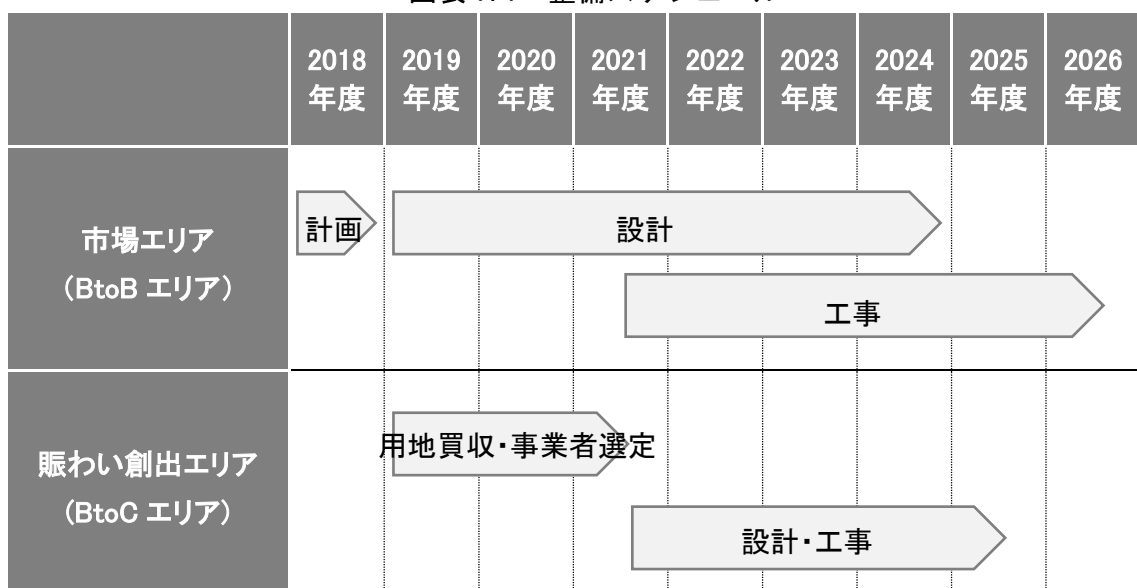 2018 2019 2020 2021 2022 2023 2024 2025 2026
年度 年度 年度 年度 年度 年度 年度 年度 年度
市場エリア
（BtoB エリア）
計画
設計
工事
賑わい創出エリア
（BtoC エリア）
用地買収・事業者選定
設計・工事